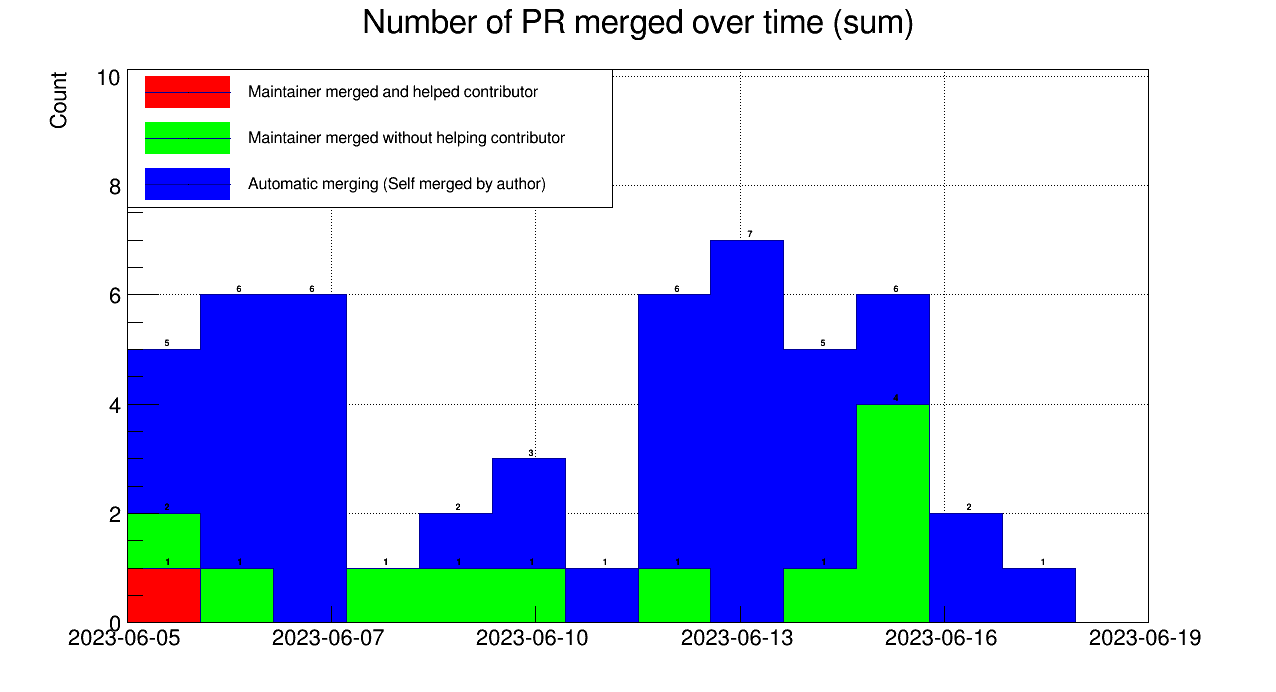 Number of PR merged over time (sum)
Count
10
8
6
4
2
0
Maintainer merged and helped contributor
Maintainer merged without helping contributor
Automatic merging (Self merged by author)
7
6 6 6 6
5 5
4
3
2 2 2
1 1 1 1 1 1 1 1 1
2023-06-05 2023-06-07 2023-06-10 2023-06-13 2023-06-16 2023-06-19